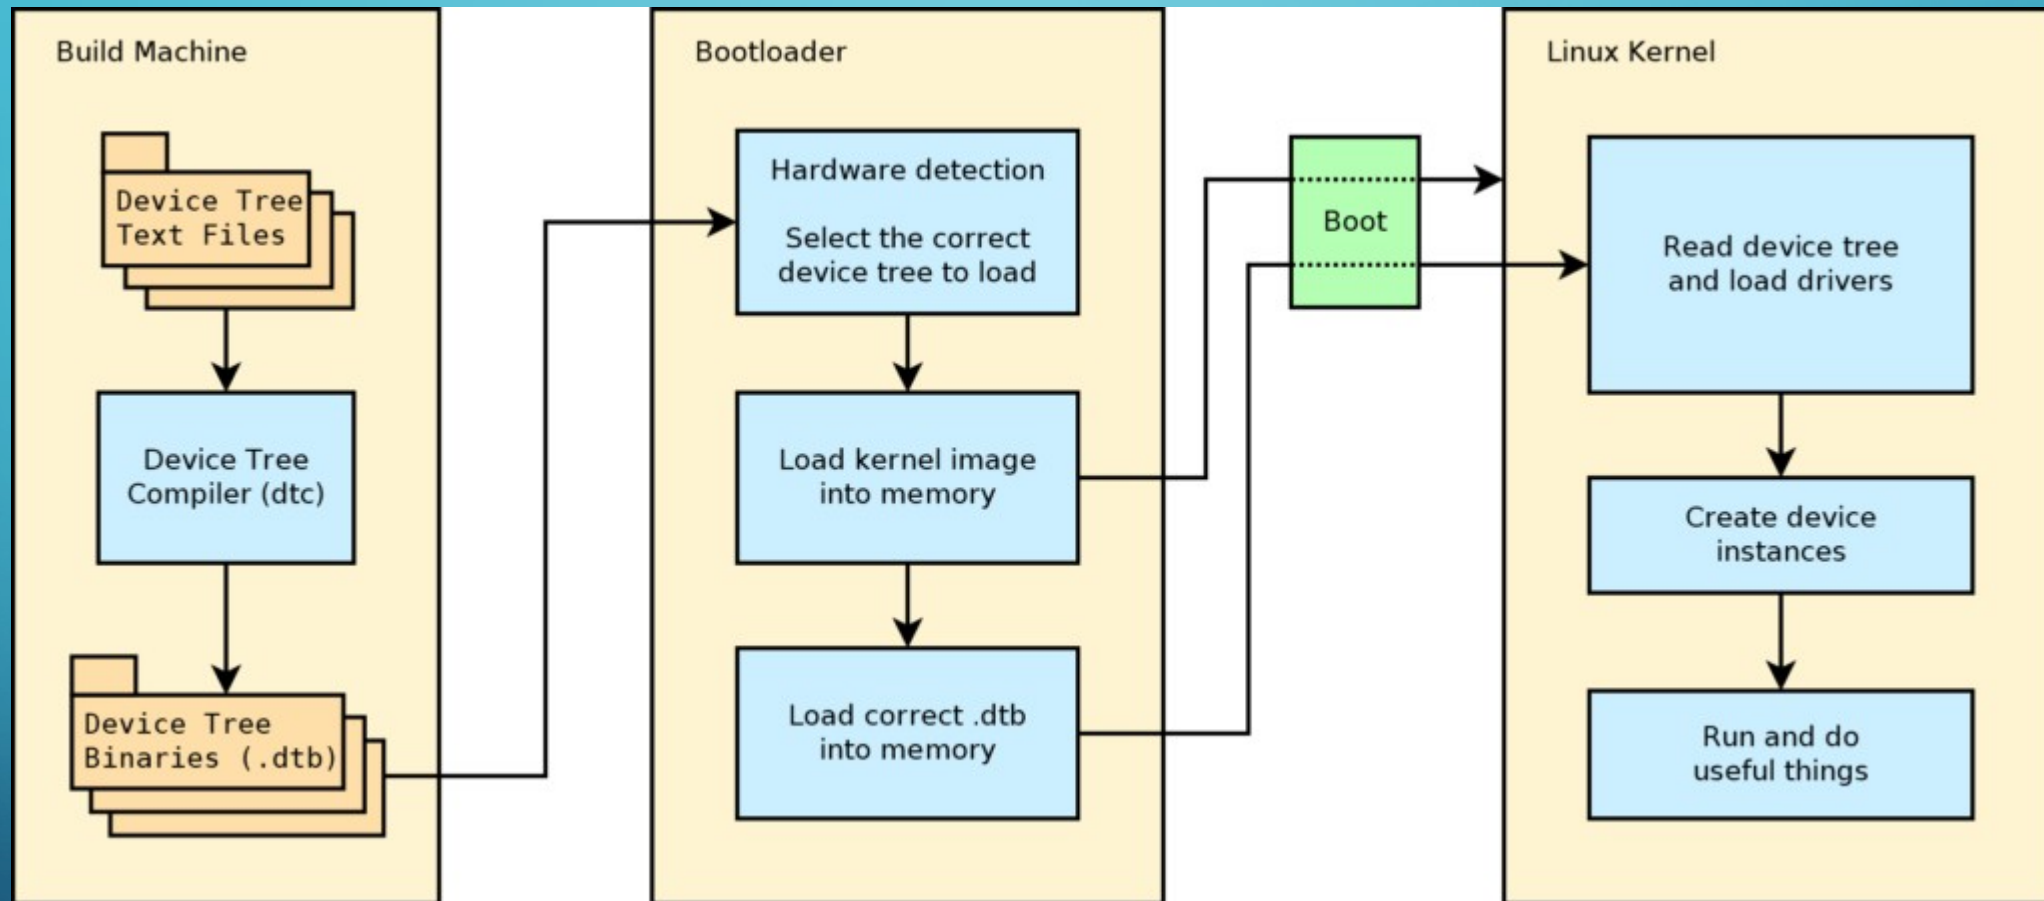 Build Machine
Device Tree
Text Files
Device Tree
Compiler (dtc)
Device Tree
Binaries (.dtb)
Bootloader
Hardware detection
Select the correct
device tree to load
Load kernel image
into memory
Load correct .dtb
into memory
Boot
Linux Kernel
Read device tree
and load drivers
Create device
instances
Run and do
useful things